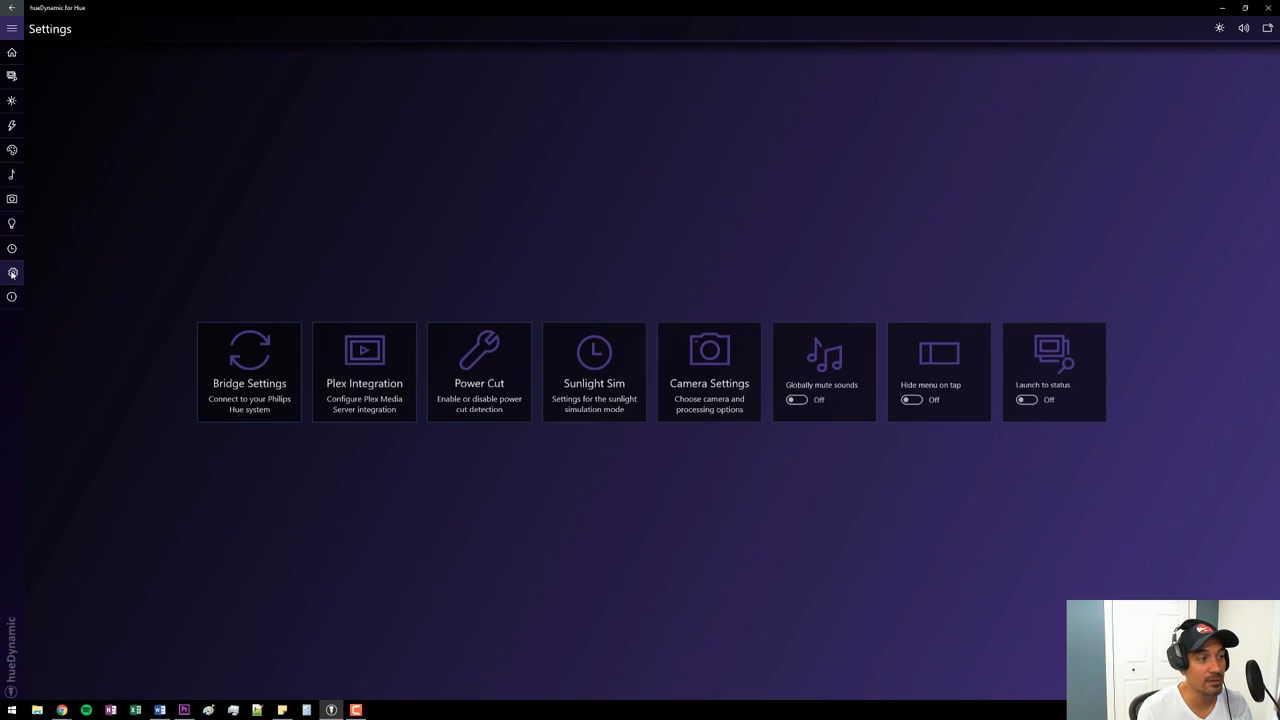 hueDynamic for Hue
Settings
Bridge Settings
Connect to your Philips
Hue system
Plex Integration
Configure Plex Media
Server integration
Power Cut
Enable or disable power
cut detection
Sunlight Sim
Settings for the sunlight
simulation mode
Camera Settings
Choose camera and
processing options
Globally mute sounds
Off
Hide menu on tap
Off
Launch to status
Off
hueDynamic